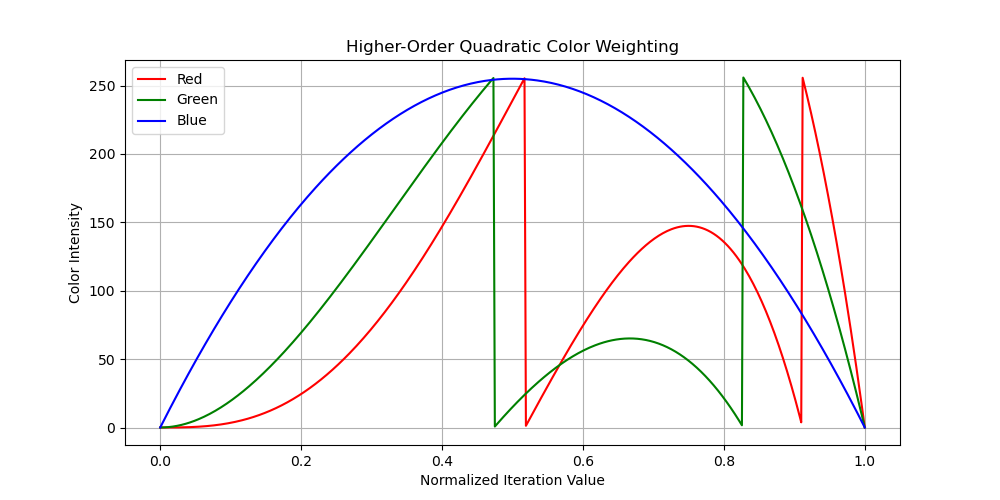 Higher-Order Quadratic Color Weighting
Red
Green
Blue
250
200
150
100
50
0
Color Intensity
0.0 0.2 0.4 0.6 0.8 1.0
Normalized Iteration Value